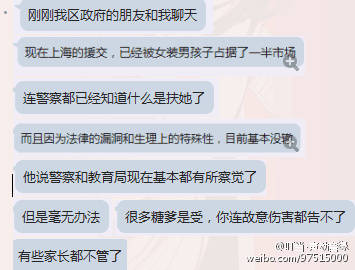 刚刚我区政府的朋友和我聊天
现在上海的援交，已经被女装男孩子占据了一半市场
连警察都已经知道什么是扶她了
而且因为法律的漏洞和生理上的特殊性，目前基本没
他说警察和教育局现在基本都有所察觉了
但是毫无办法
很多糖爹是受，你连故意伤害都告不了
有些家长都不管了
weibo.com/97515000